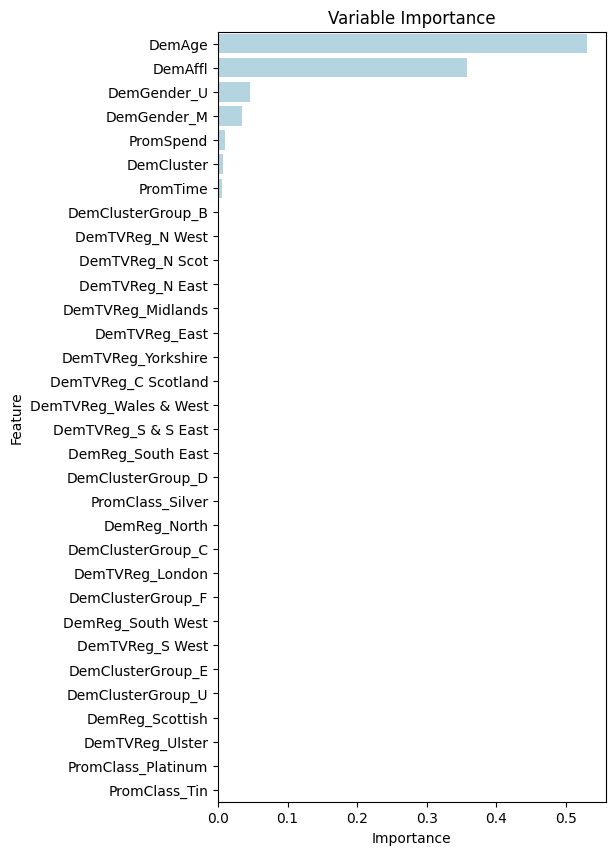 Variable Importance
DemAge
DemAffl
DemGender_U
DemGender_M
PromSpend
DemCluster
PromTime
DemClusterGroup_B
DemTVReg_N West
DemTVReg_N Scot
DemTVReg_N East
DemTVReg_Midlands
DemTVReg_East
DemTVReg_Yorkshire
DemTVReg_C Scotland
DemTVReg_Wales & West
DemTVReg_S & S East
DemReg_South East
DemClusterGroup_D
PromClass_Silver
DemReg_North
DemClusterGroup_C
DemTVReg_London
DemClusterGroup_F
DemReg_South West
DemTVReg_S West
DemClusterGroup_E
DemClusterGroup_U
DemReg_Scottish
DemTVReg_Ulster
PromClass_Platinum
PromClass_Tin
Feature
0.0 0.1 0.2 0.3 0.4 0.5
Importance